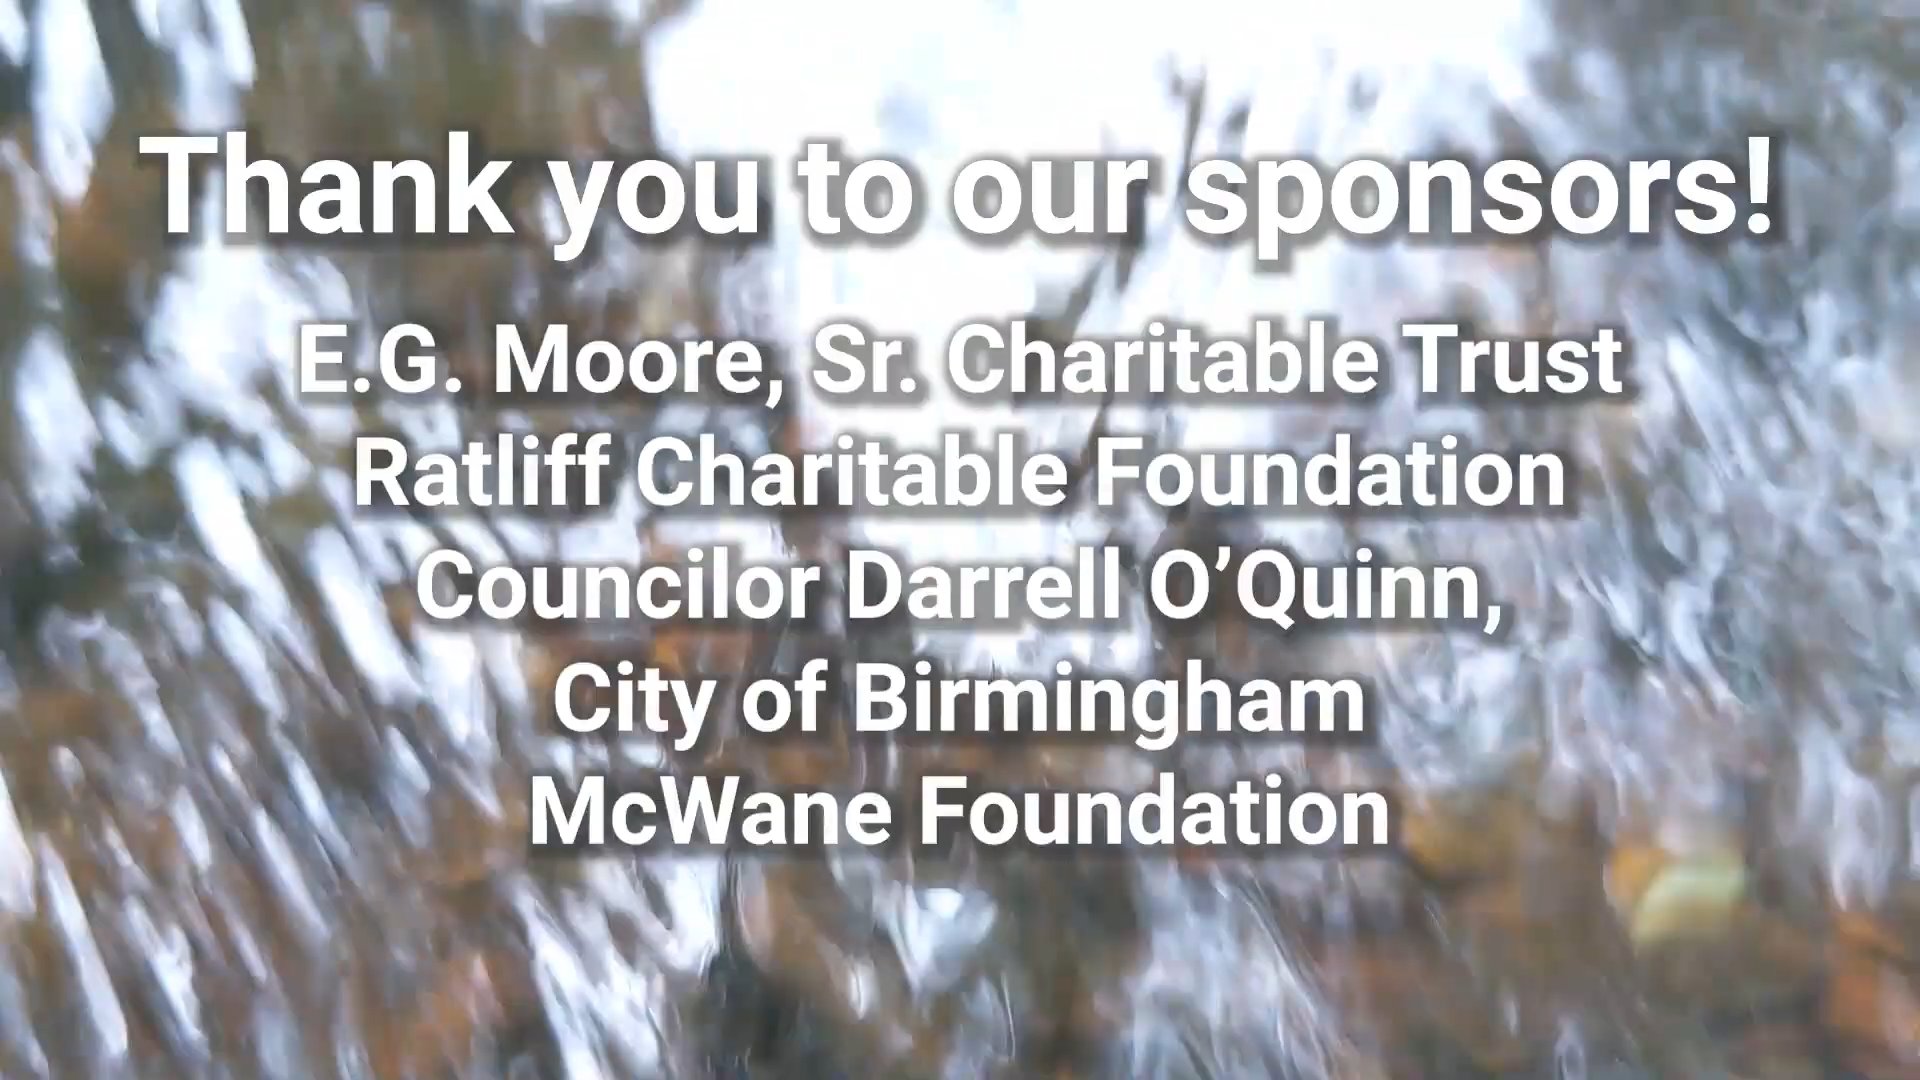 Thank you to our sponsors!
E.G. Moore, Sr. Charitable Trust
Ratliff Charitable Foundation
Councilor Darrell O’Quinn,
City of Birmingham
McWane Foundation